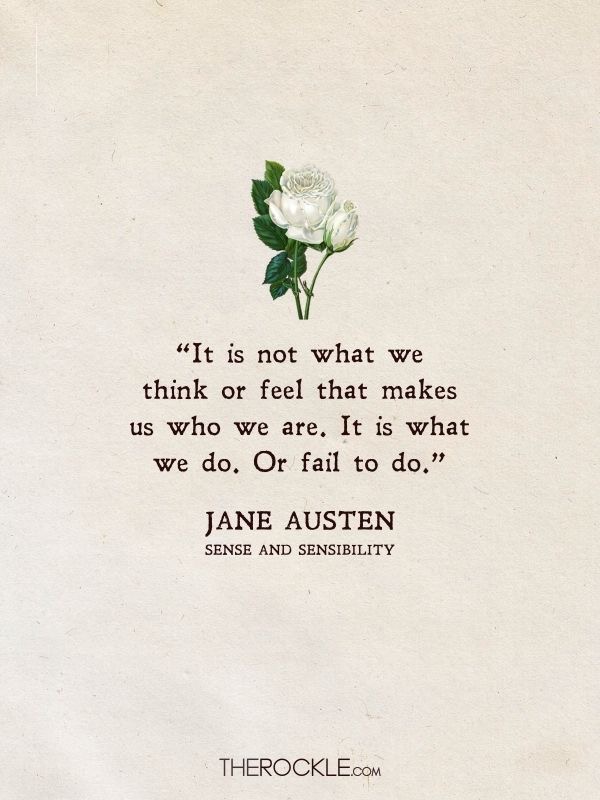 “It is not what we
think or feel that makes
us who we are. It is what
we do. Or fail to do.”
JANE AUSTEN
SENSE AND SENSIBILITY
THEROCKLE.COM